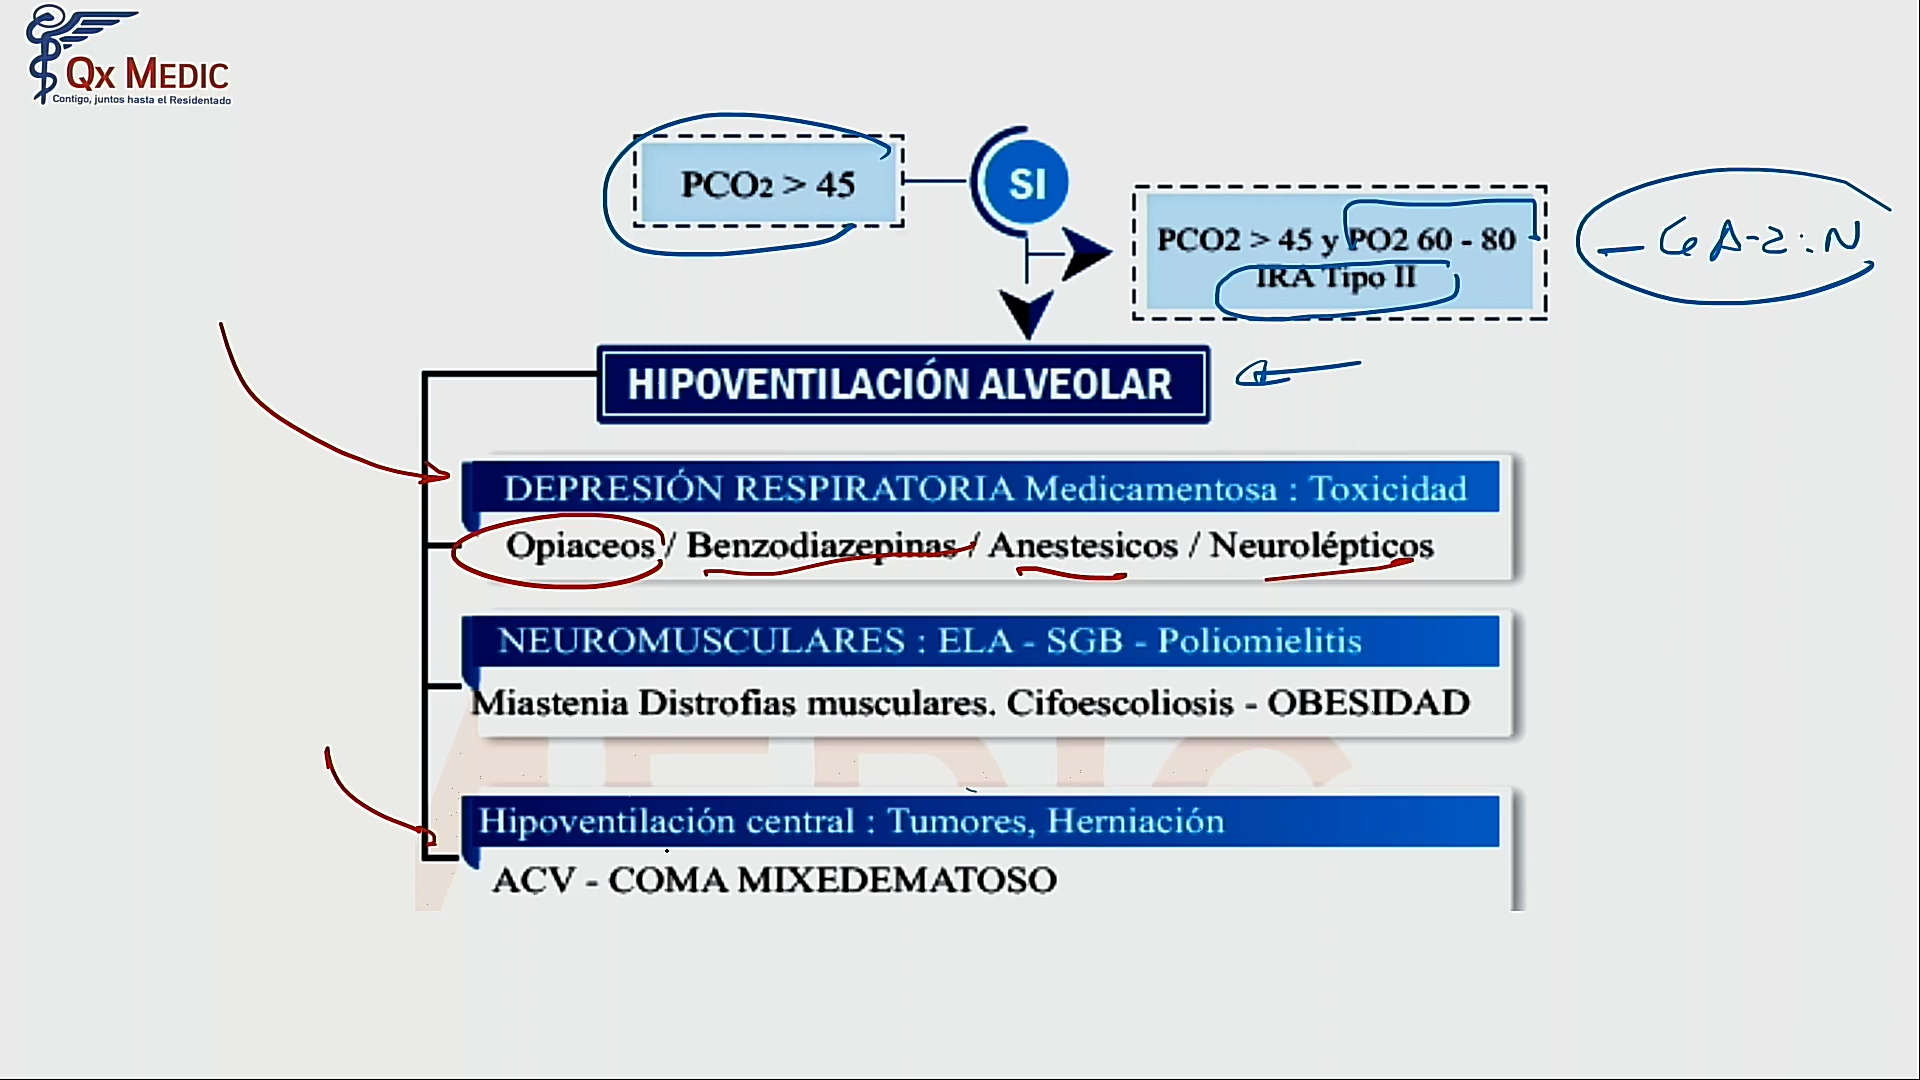 QX MEDIC
Contigo, juntos hasta el Residentado
PCO2 > 45
SI
PCO2 > 45 y PO2 60 - 80
IRA Tipo II
HIPOVENTILACIÓN ALVEOLAR
DEPRESIÓN RESPIRATORIA Medicamentosa : Toxicidad
Opiaceos / Benzodiazepinas / Anestesicos / Neurolépticos
NEUROMUSCULARES : ELA - SGB - Poliomielitis
Miastenia Distrofias musculares. Cifoescoliosis - OBESIDAD
Hipoventilación central : Tumores, Herniación
ACV - COMA MIXEDEMATOSO